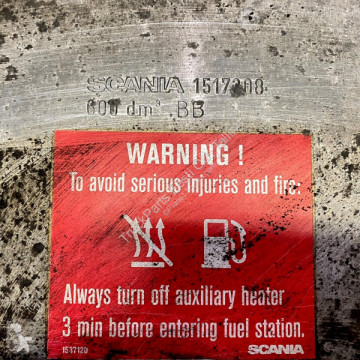 SCANIA 1517208
600 dm³ BB
WARNING !
To avoid serious injuries and fire:
Always turn off auxiliary heater
3 min before entering fuel station.
1517120 SCANIA